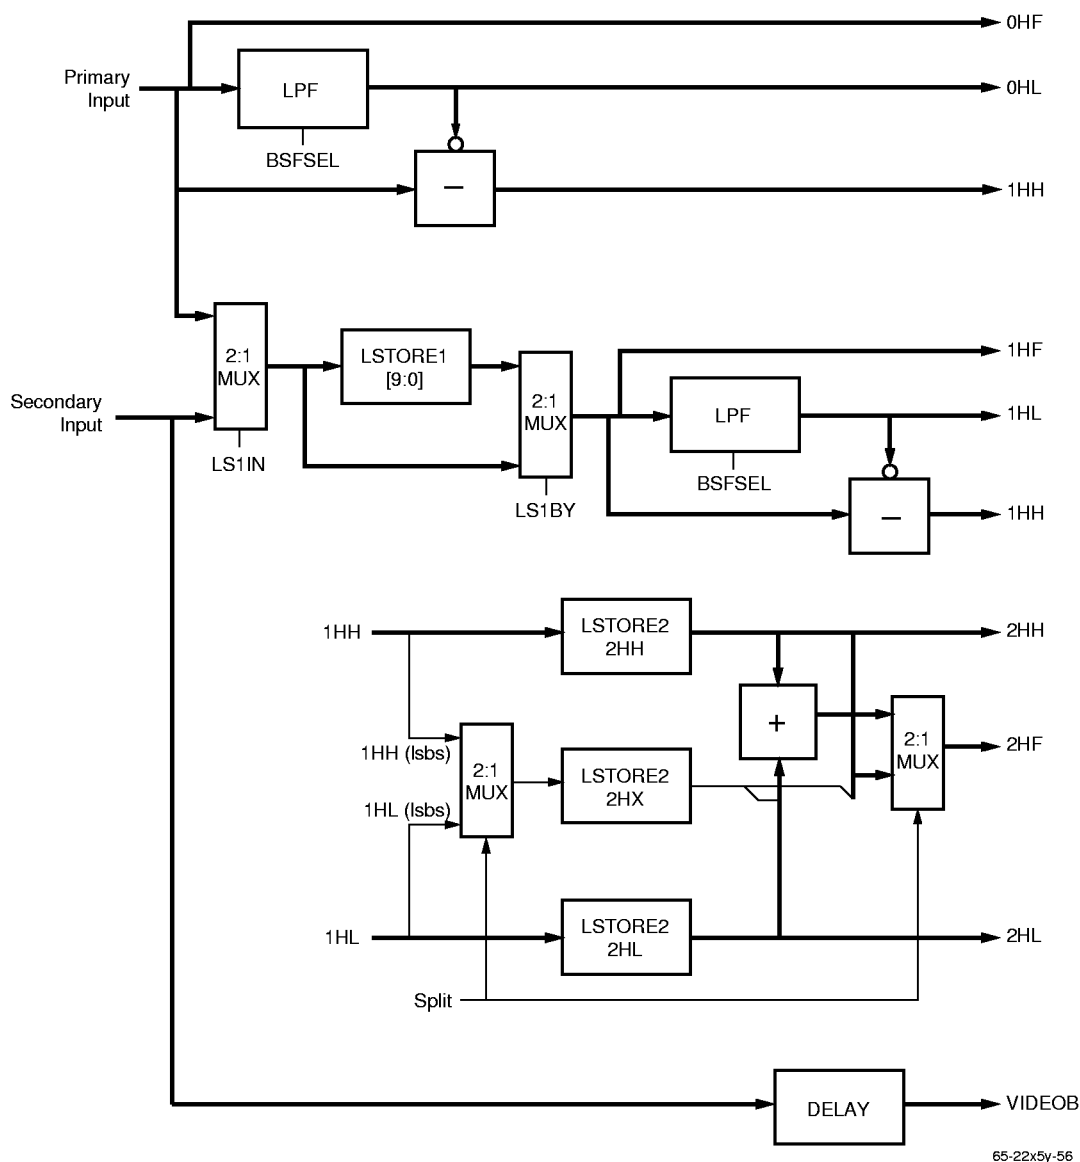 0HF
Primary
Input
LPF
0HL
BSFSEL
−
1HH
2:1
MUX
LSTORE1
[9:0]
1HF
Secondary
Input
2:1
MUX
LPF
1HL
LS1IN
BSFSEL
LS1BY
−
1HH
1HH
LSTORE2
2HH
2HH
+
1HH (lsbs)
2:1
MUX
LSTORE2
2HX
2:1
MUX
2HF
1HL (lsbs)
1HL
LSTORE2
2HL
2HL
Split
DELAY
VIDEOB
65-22x5y-56